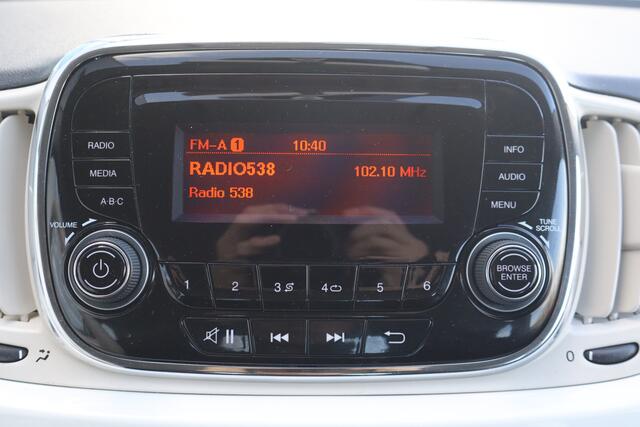 FM-A 1 10:40
RADIO538 102.10 MHz
Radio 538
RADIO
MEDIA
A·B·C
INFO
AUDIO
MENU
VOLUME
TUNE
SCROLL
BROWSE
ENTER
1 2 3 4 5 6
0